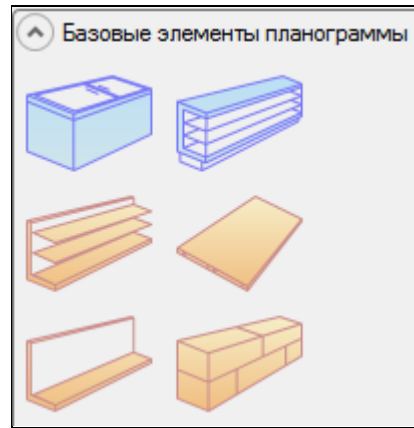 Базовые элементы планограммы